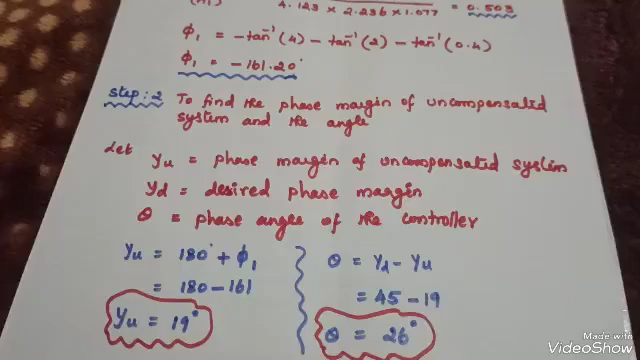 4.123 × 2.236 × 1.077 = 0.503
ϕ₁ = -tan⁻¹(4) - tan⁻¹(2) - tan⁻¹(0.4)
ϕ₁ = -161.20°
step:2 To find the phase margin of uncompensated
system and the angle
Let γu = phase margin of uncompensated system
γd = desired phase margin
θ = phase angle of the controller
γu = 180° + ϕ₁
= 180 - 161
γu = 19°
θ = γd - γu
= 45 - 19
θ = 26°
Made with
VideoShow